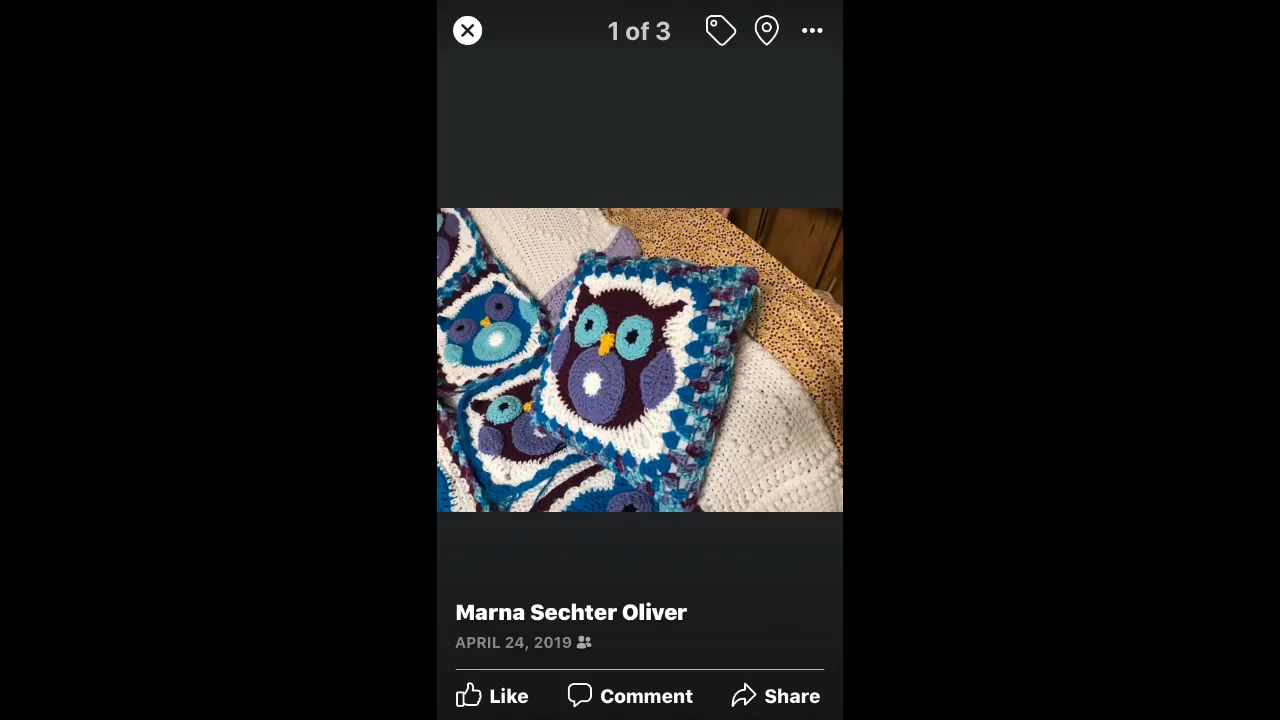 1 of 3
Marna Sechter Oliver
APRIL 24, 2019
Like Comment Share